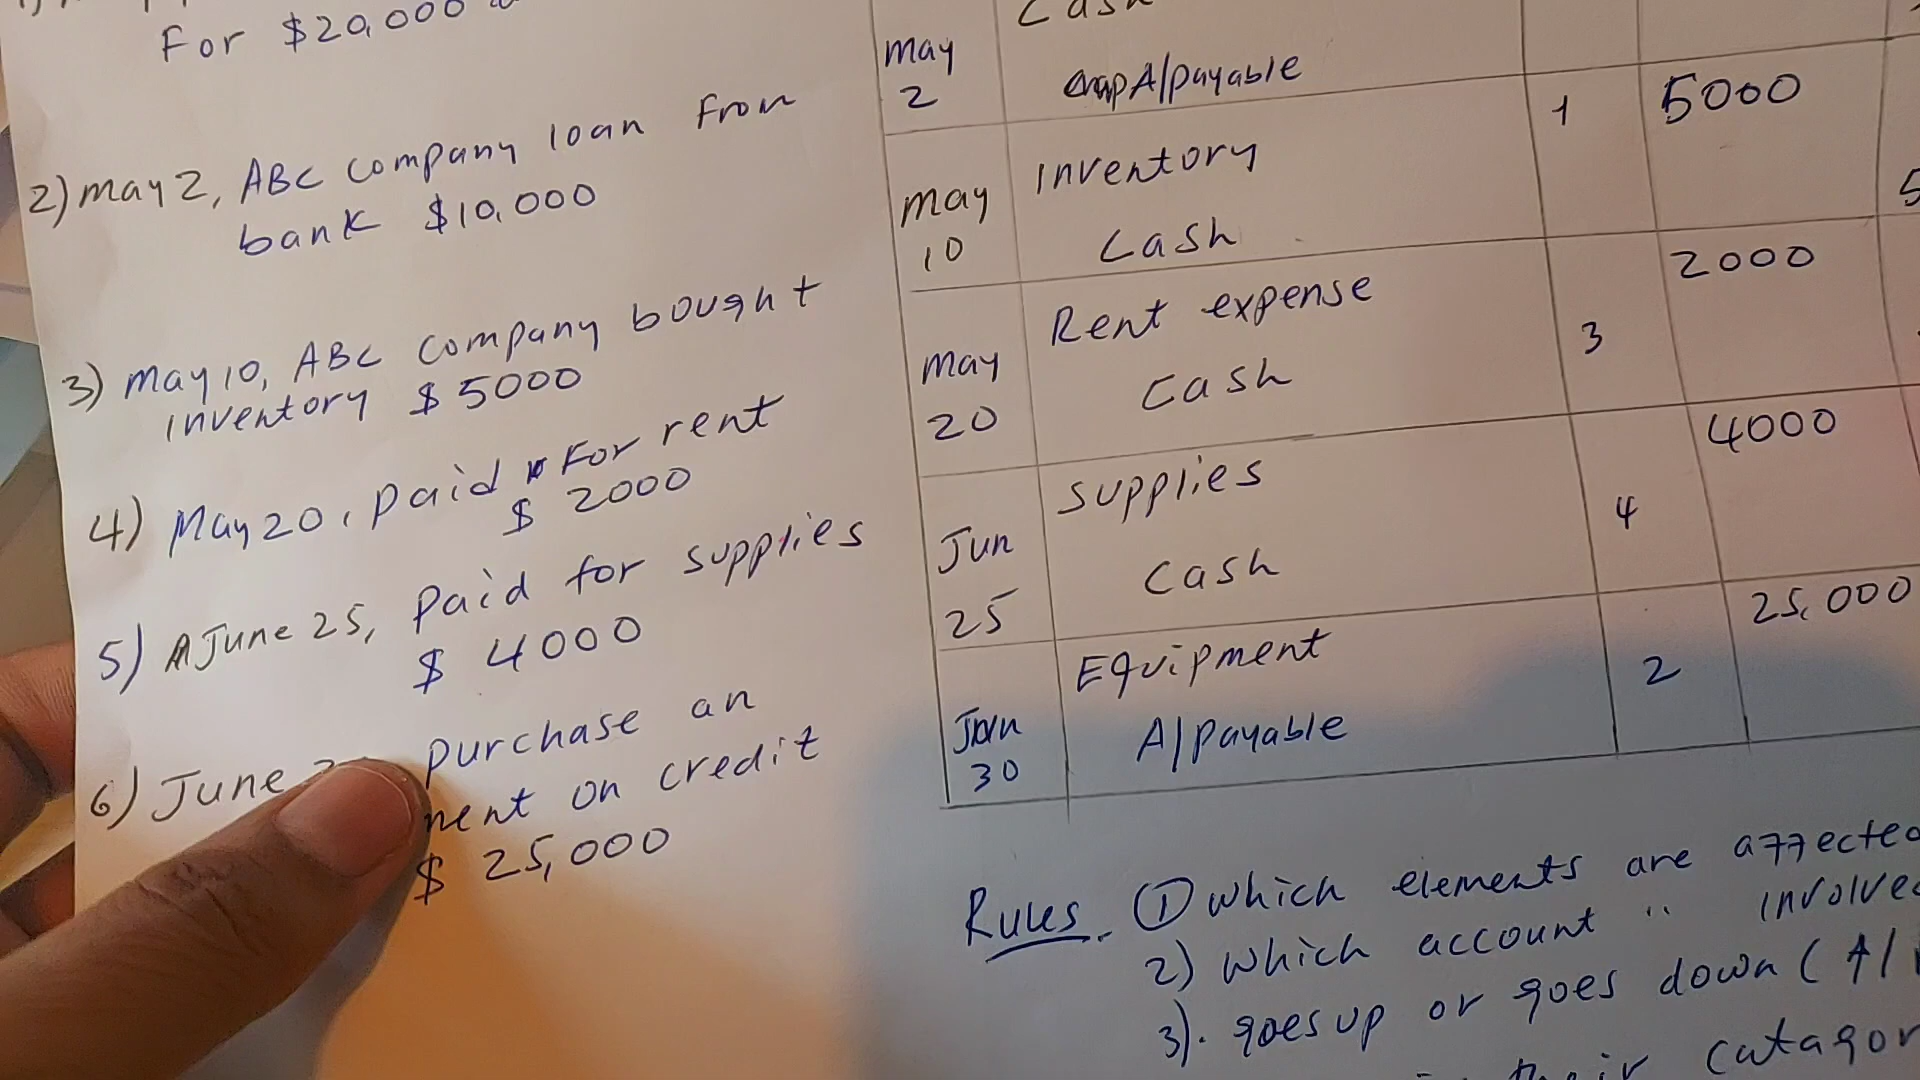 For $20,000
2) may 2, ABC company loan from
bank $10,000
3) may 10, ABC company bought
inventory $5000
4) May 20, paid For rent
$ 2000
5) June 25, paid for supplies
$ 4000
6) June purchase an
ment on credit
$ 25,000
Cash
may
2
A/payable
may
10
Inventory
Cash
1
5000
May
20
Rent expense
Cash
3
2000
Jun
25
Supplies
Cash
4
4000
Jun
30
Equipment
A/payable
2
25,000
Rules. ① which elements are affected
2) which account " involved
3). goes up or goes down (
their catagor